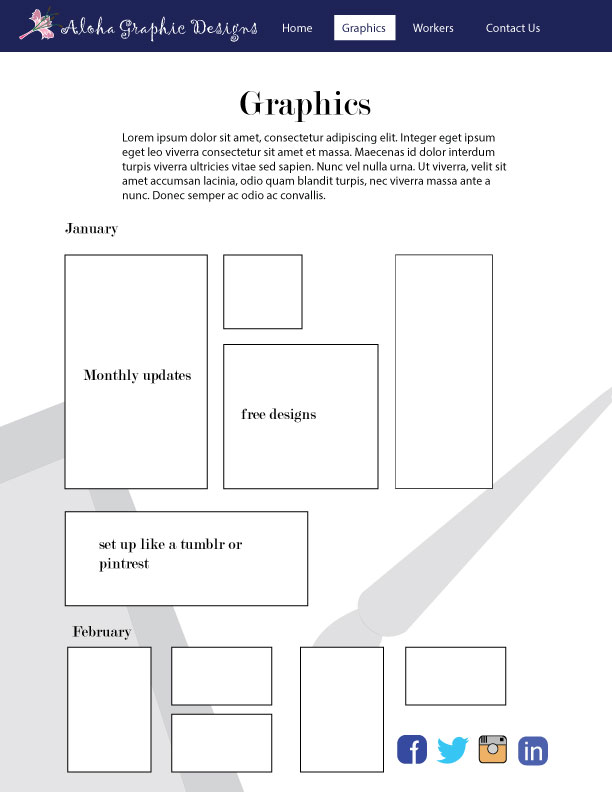 Aloha Graphic Designs Home Graphics Workers Contact Us
Graphics
Lorem ipsum dolor sit amet, consectetur adipiscing elit. Integer eget ipsum
eget leo viverra consectetur sit amet et massa. Maecenas id dolor interdum
turpis viverra ultricies vitae sed sapien. Nunc vel nulla urna. Ut viverra, velit sit
amet accumsan lacinia, odio quam blandit turpis, nec viverra massa ante a
nunc. Donec semper ac odio ac convallis.
January
Monthly updates
free designs
set up like a tumblr or
pintrest
February
f
in